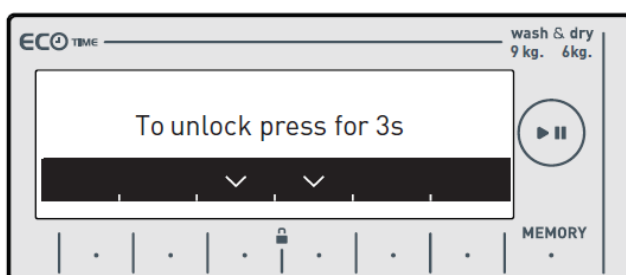 ECO TIME
wash & dry
9 kg. 6kg.
To unlock press for 3s
MEMORY